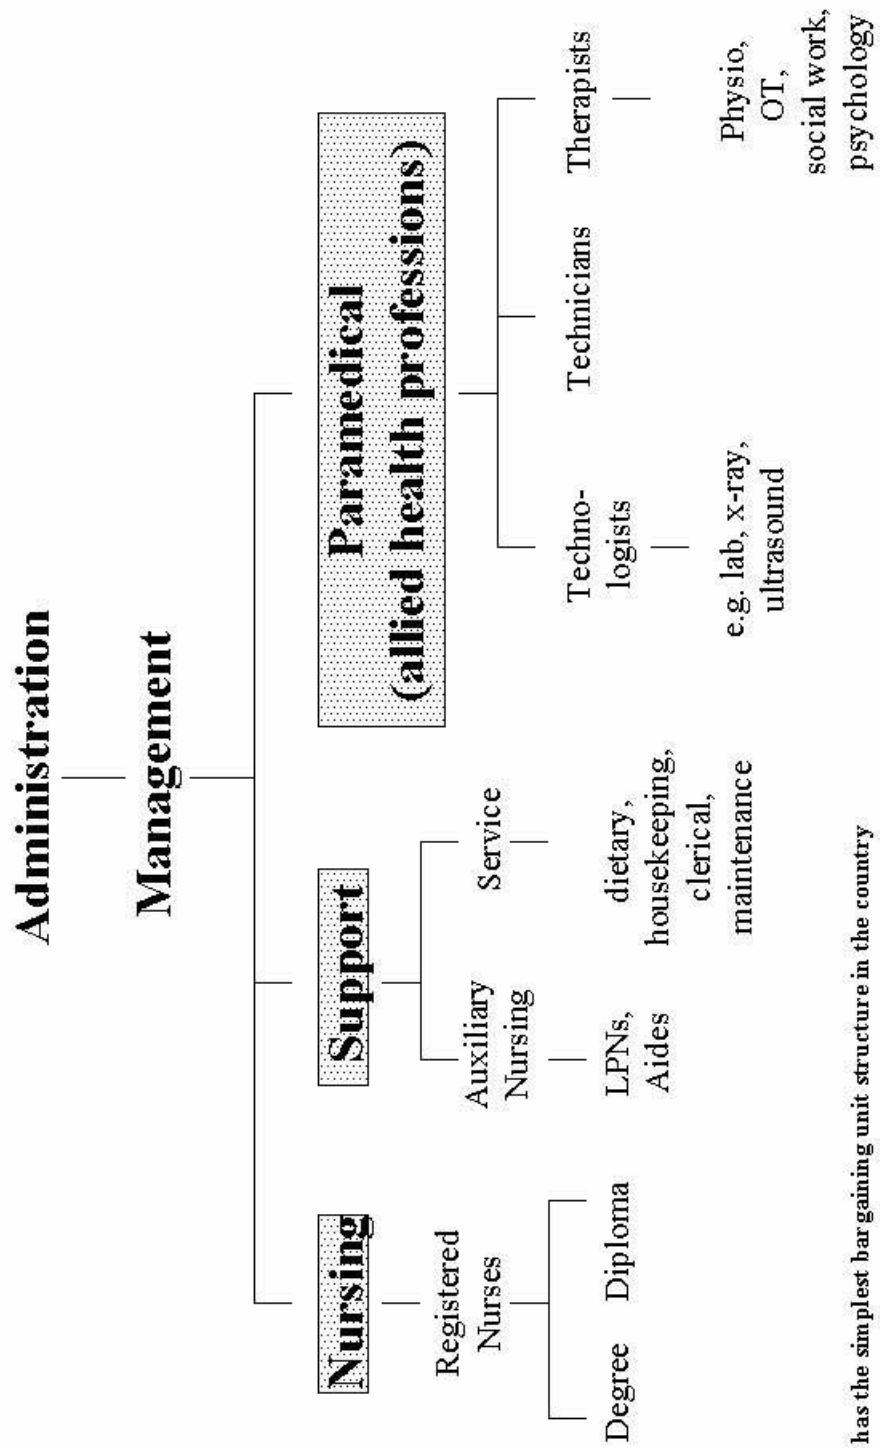 Administration
Management
Nursing
Registered
Nurses
Degree
Diploma
Support
Auxiliary
Nursing
LPNs,
Aides
Service
dietary,
housekeeping,
clerical,
maintenance
Paramedical
(allied health professions)
Techno-
logists
e.g. lab, x-ray,
ultrasound
Technicians
Therapists
Physio,
OT,
social work,
psychology
has the simplest bargaining unit structure in the country